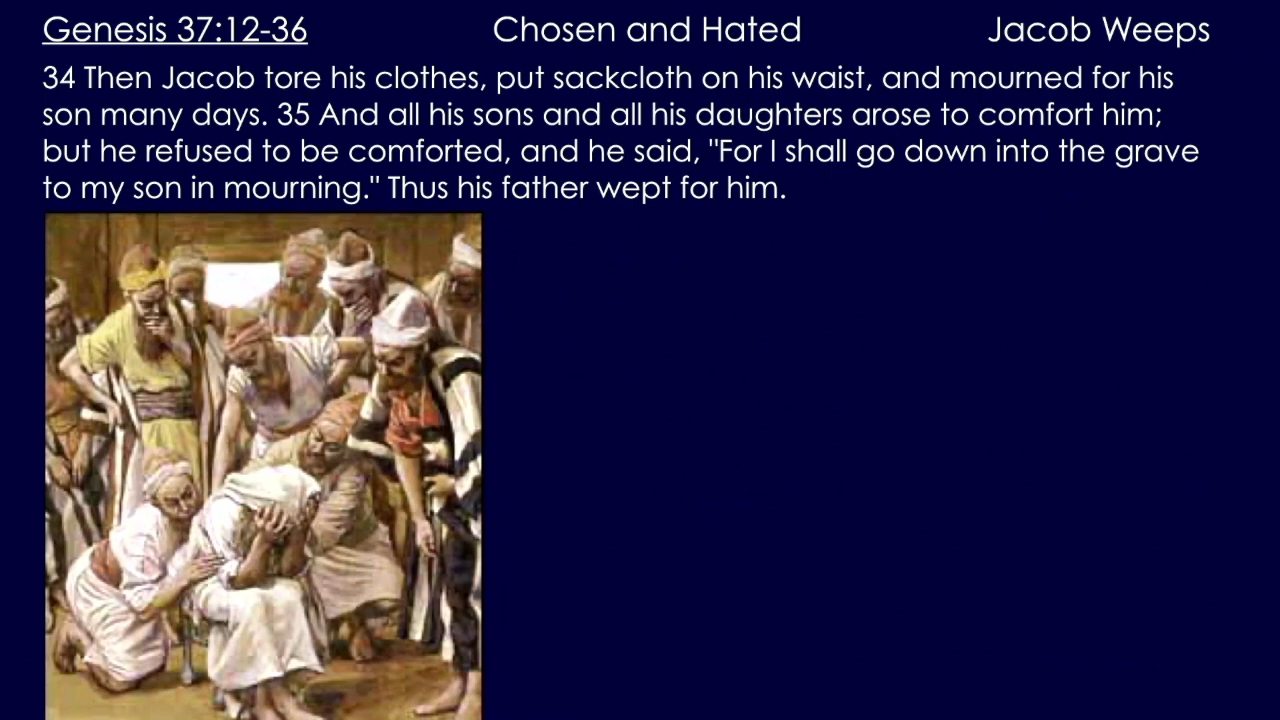 Genesis 37:12-36 Chosen and Hated Jacob Weeps
34 Then Jacob tore his clothes, put sackcloth on his waist, and mourned for his
son many days. 35 And all his sons and all his daughters arose to comfort him;
but he refused to be comforted, and he said, "For I shall go down into the grave
to my son in mourning." Thus his father wept for him.